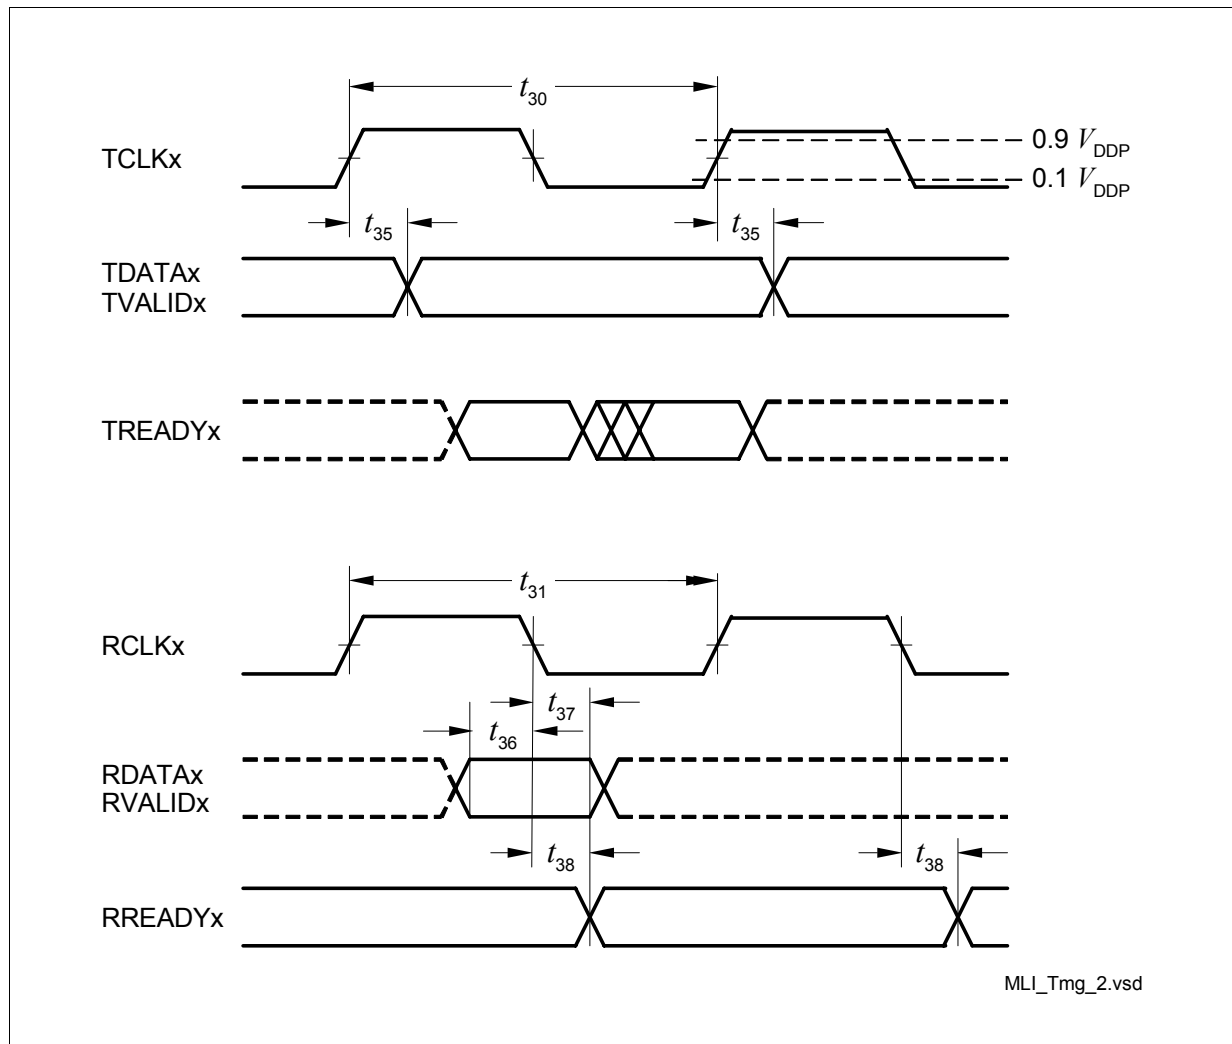 t30
TCLKx
0.9 VDDP
0.1 VDDP
t35
t35
TDATAx
TVALIDx
TREADYx
t31
RCLKx
t37
t36
RDATAx
RVALIDx
t38
t38
RREADYx
MLI_Tmg_2.vsd